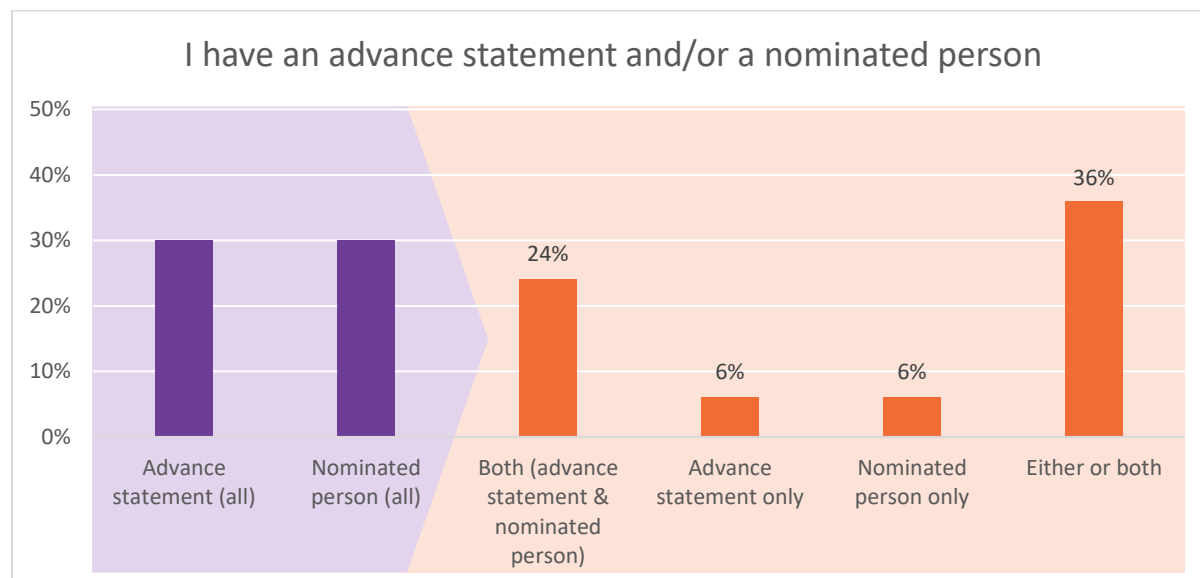 I have an advance statement and/or a nominated person
50%
40%
30%
20%
10%
0%
24%
6%
6%
36%
Advance
statement (all)
Nominated
person (all)
Both (advance
statement &
nominated
person)
Advance
statement only
Nominated
person only
Either or both